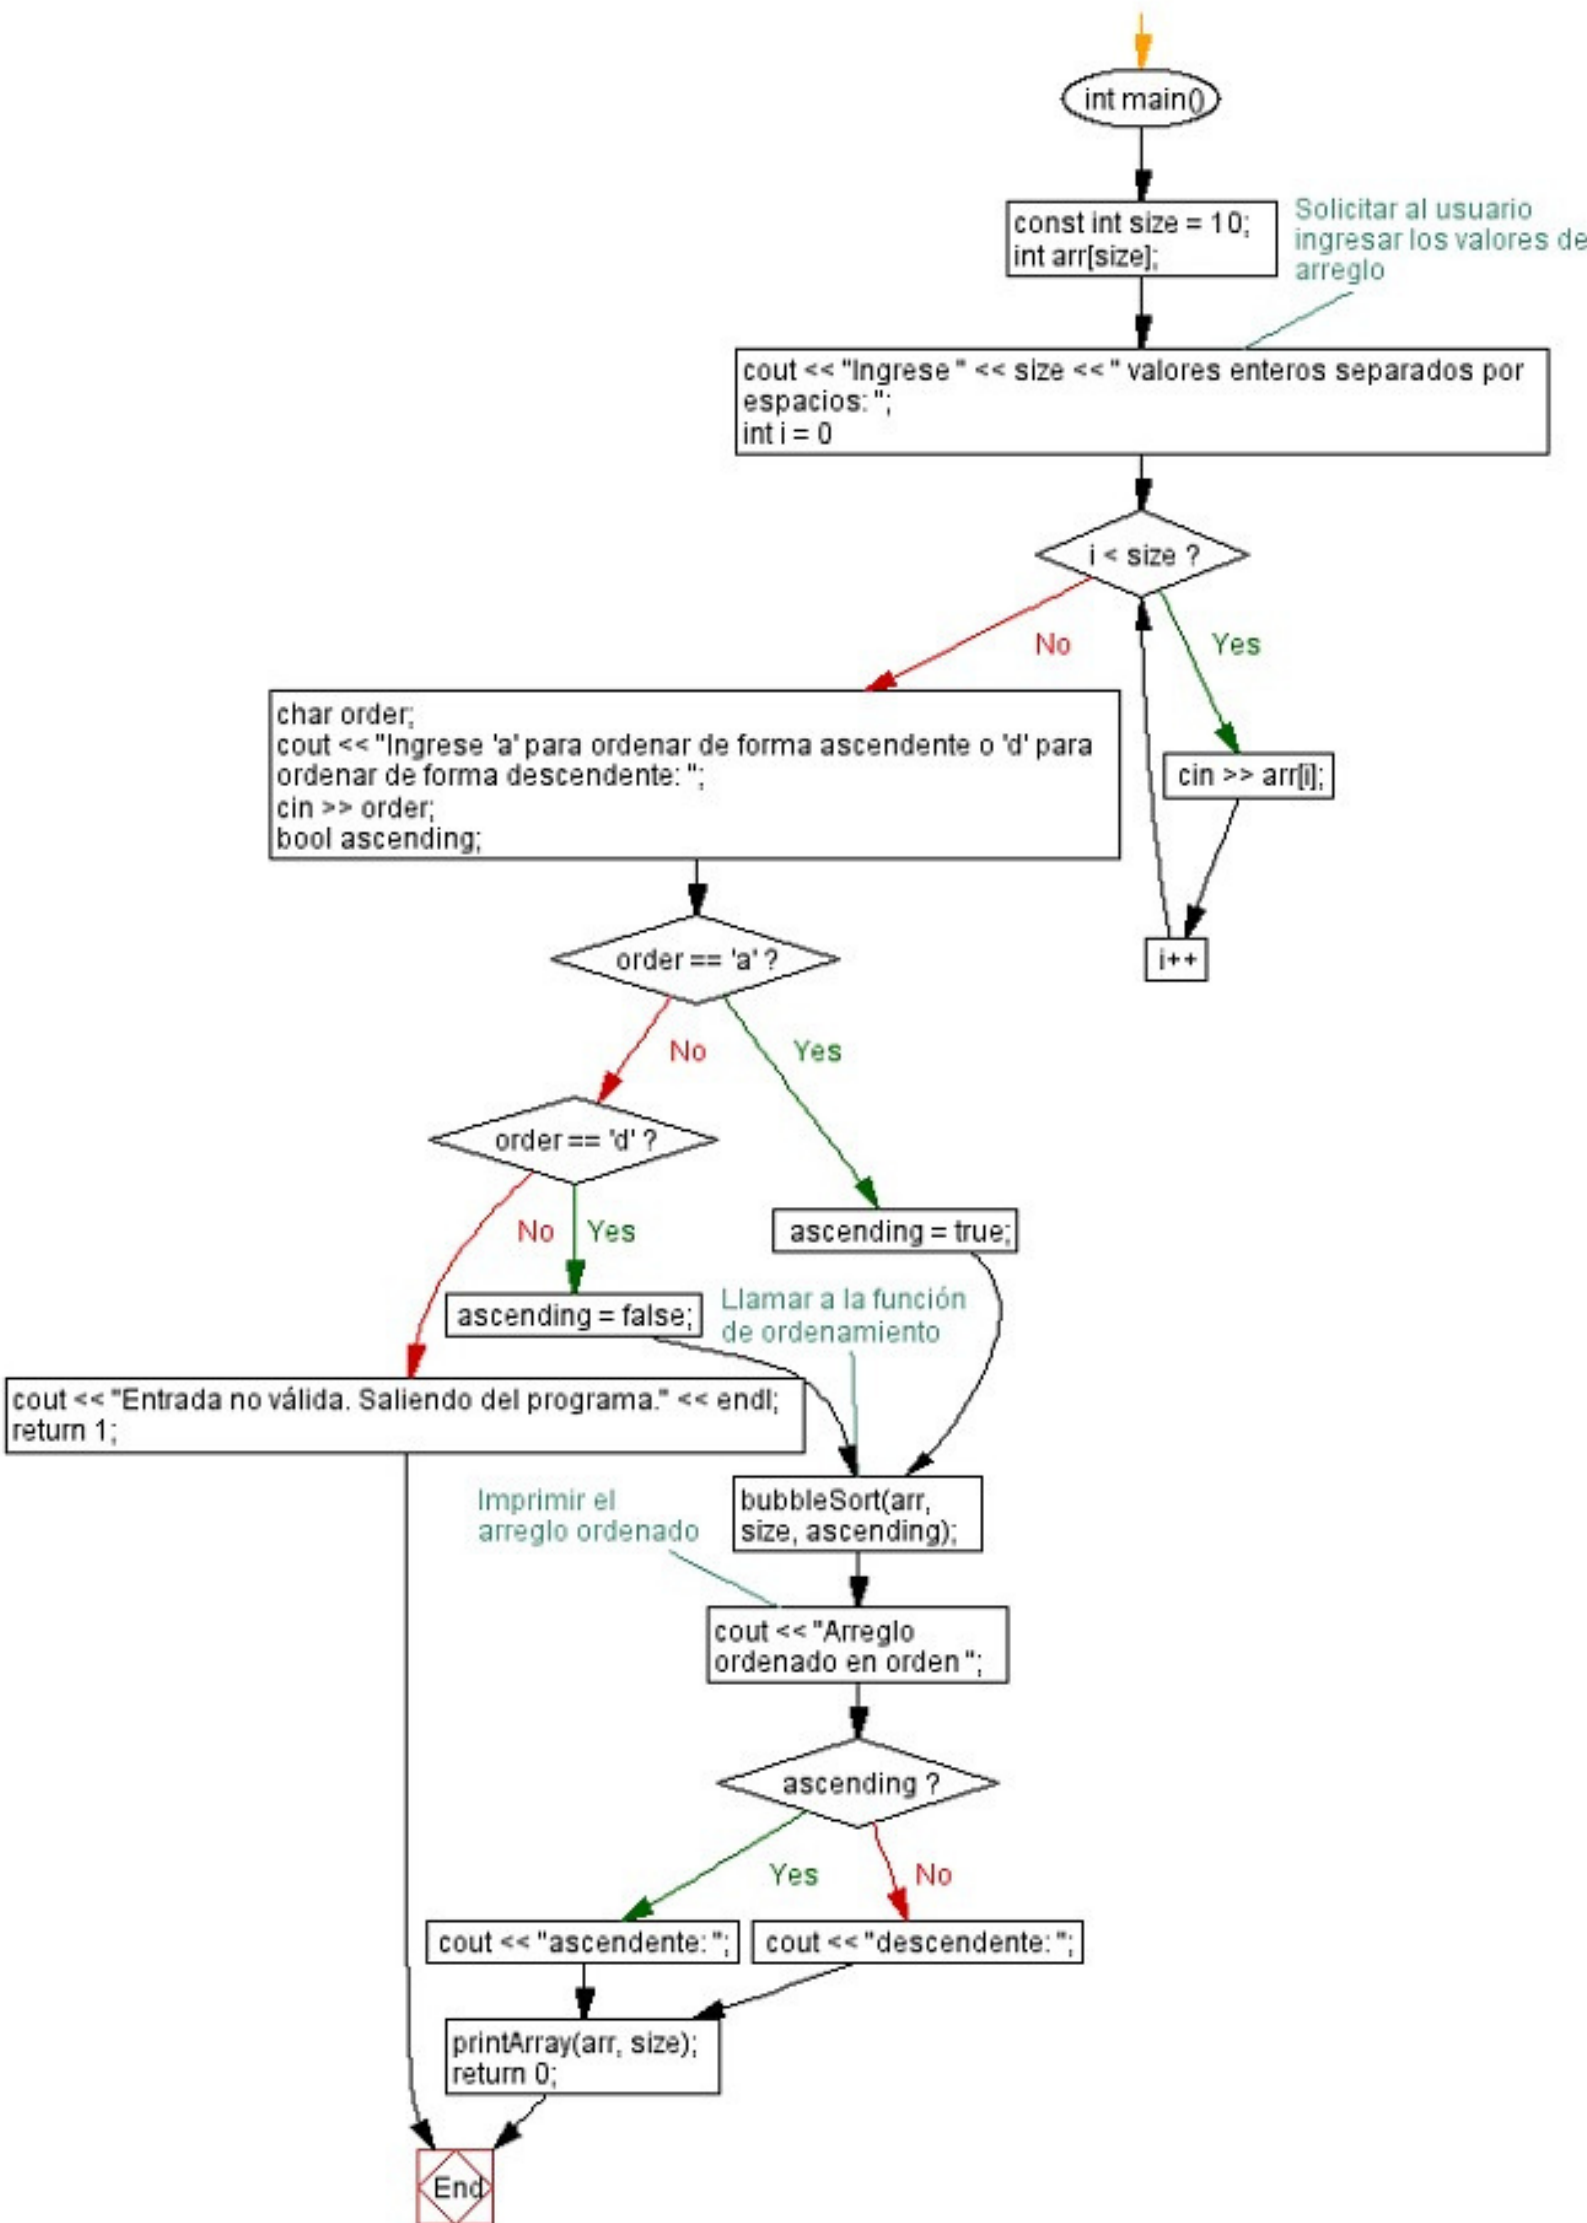 int main()
const int size = 10;
int arr[size];
Solicitar al usuario
ingresar los valores de
arreglo
cout << "Ingrese " << size << " valores enteros separados por
espacios: ";
int i = 0
i < size ?
No
Yes
char order;
cout << "Ingrese 'a' para ordenar de forma ascendente o 'd' para
ordenar de forma descendente: ";
cin >> order;
bool ascending;
cin >> arr[i];
i++
order == 'a' ?
No
Yes
order == 'd' ?
No
Yes
ascending = true;
ascending = false;
Llamar a la función
de ordenamiento
cout << "Entrada no válida. Saliendo del programa." << endl;
return 1;
bubbleSort(arr,
size, ascending);
Imprimir el
arreglo ordenado
cout << "Arreglo
ordenado en orden ";
ascending ?
Yes
No
cout << "ascendente: ";
cout << "descendente: ";
printArray(arr, size);
return 0;
End